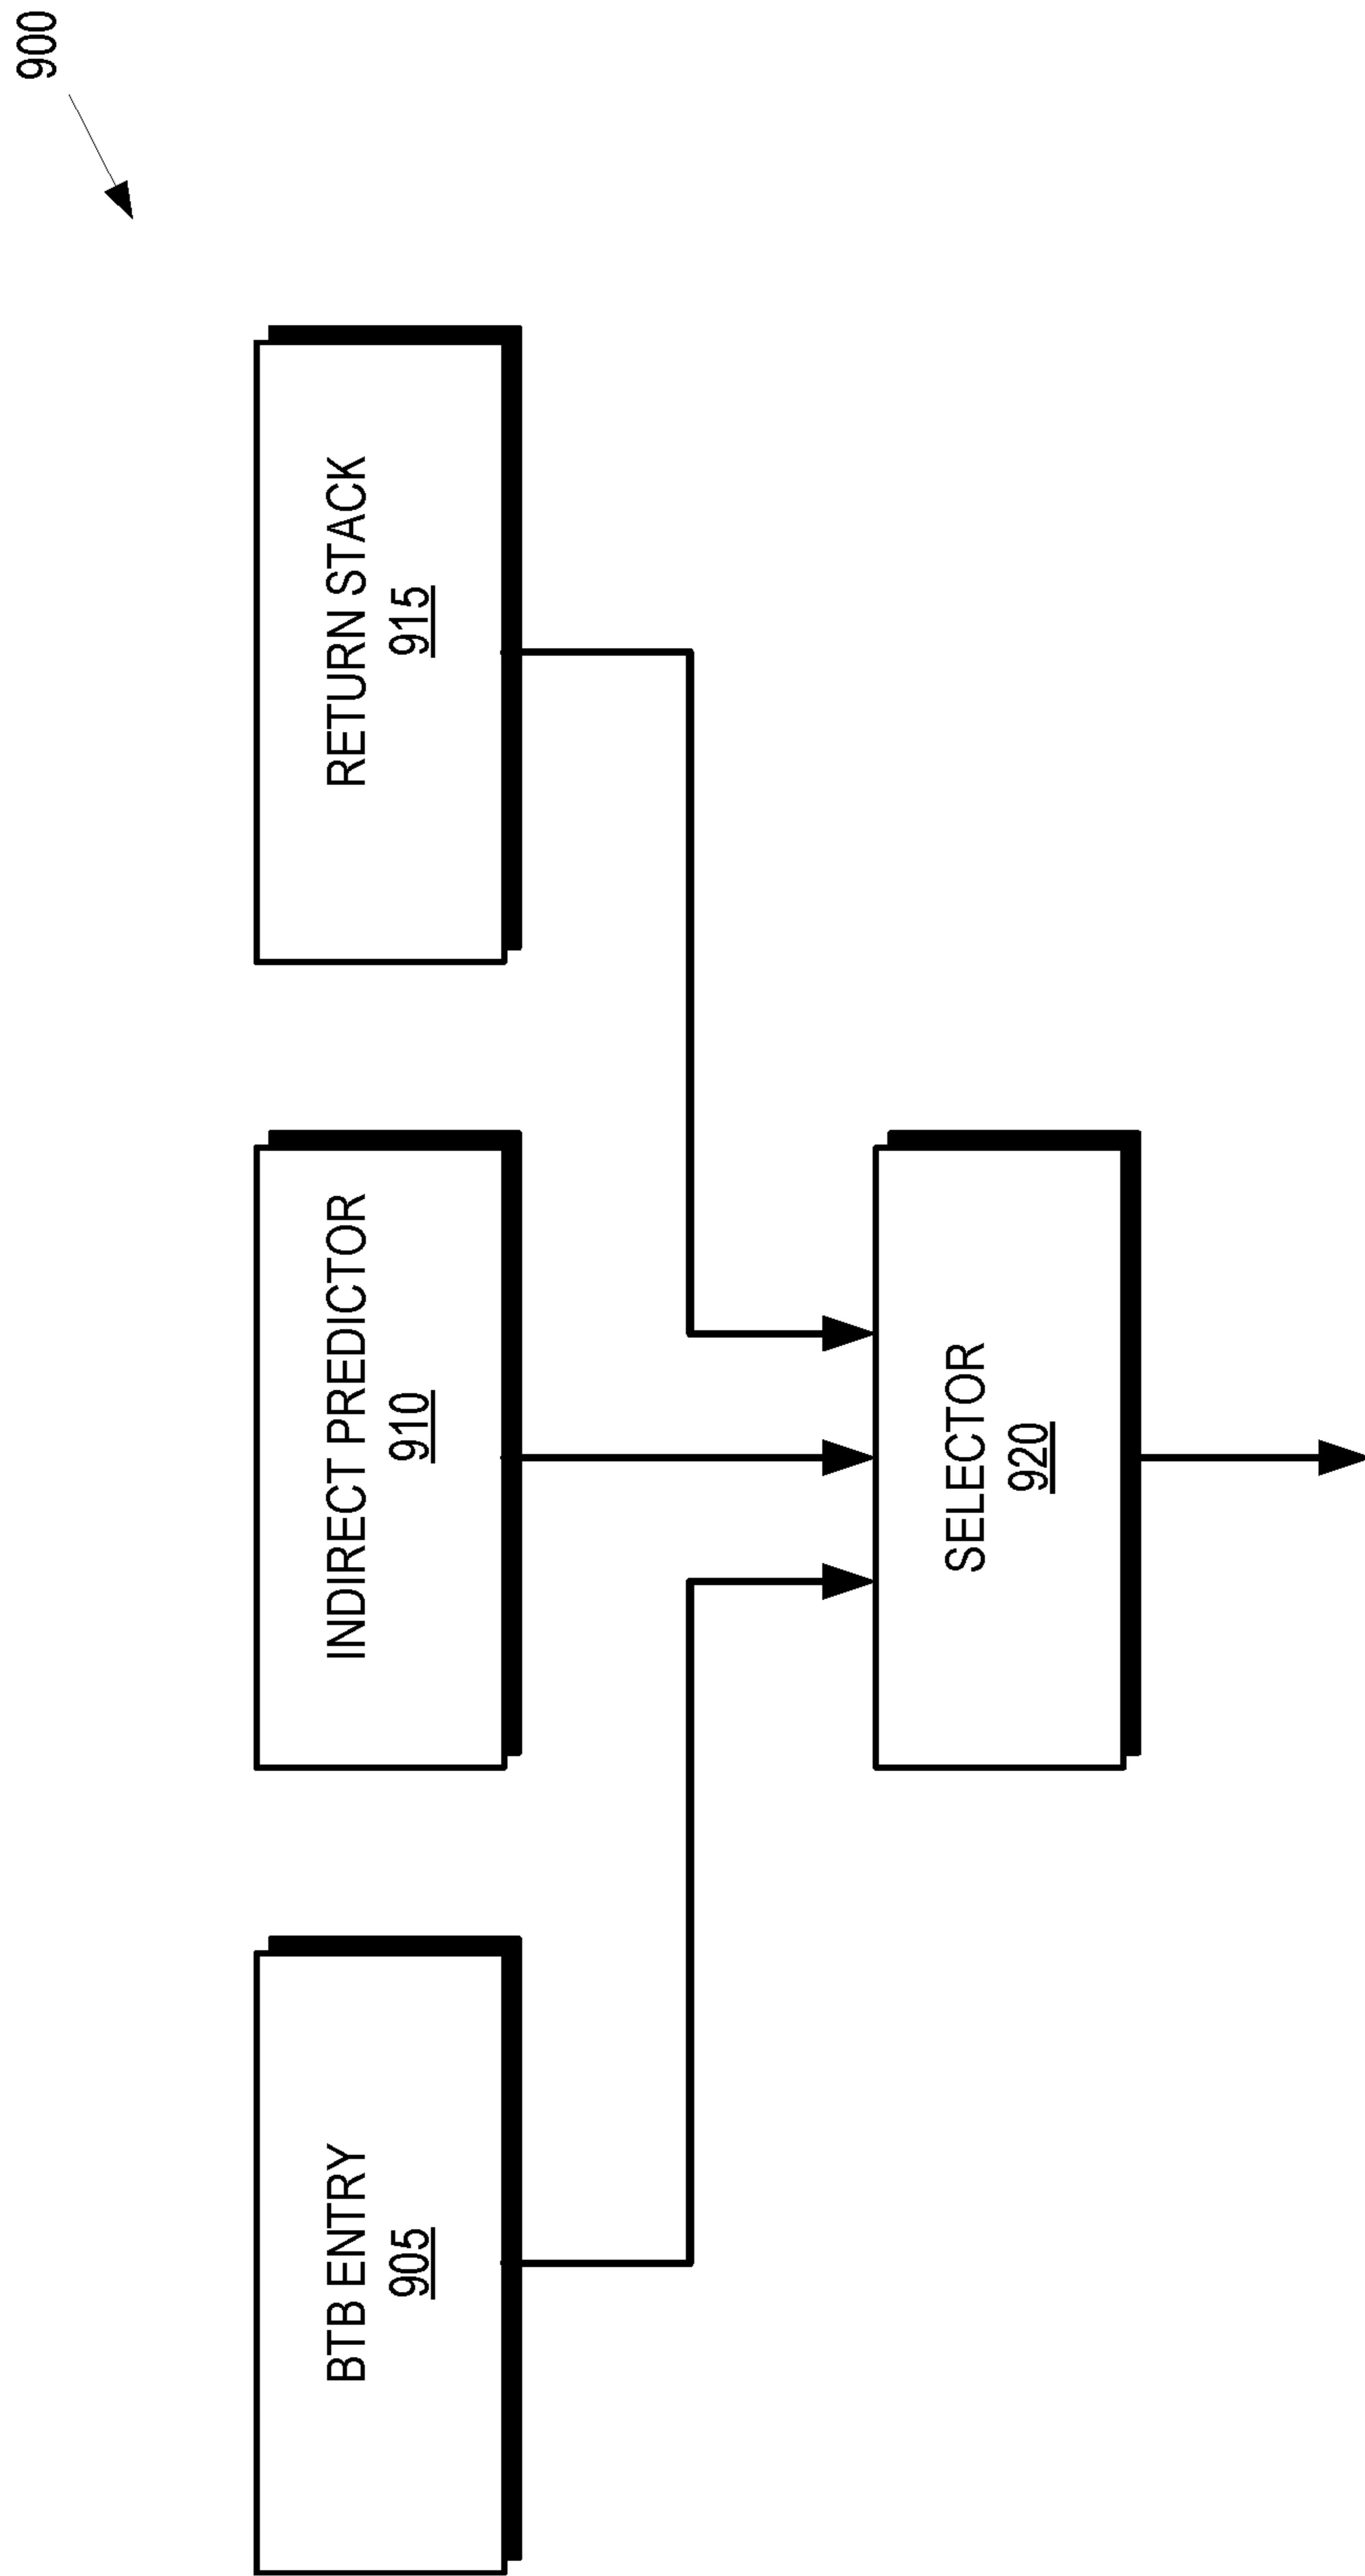 900
BTB ENTRY
905
INDIRECT PREDICTOR
910
RETURN STACK
915
SELECTOR
920